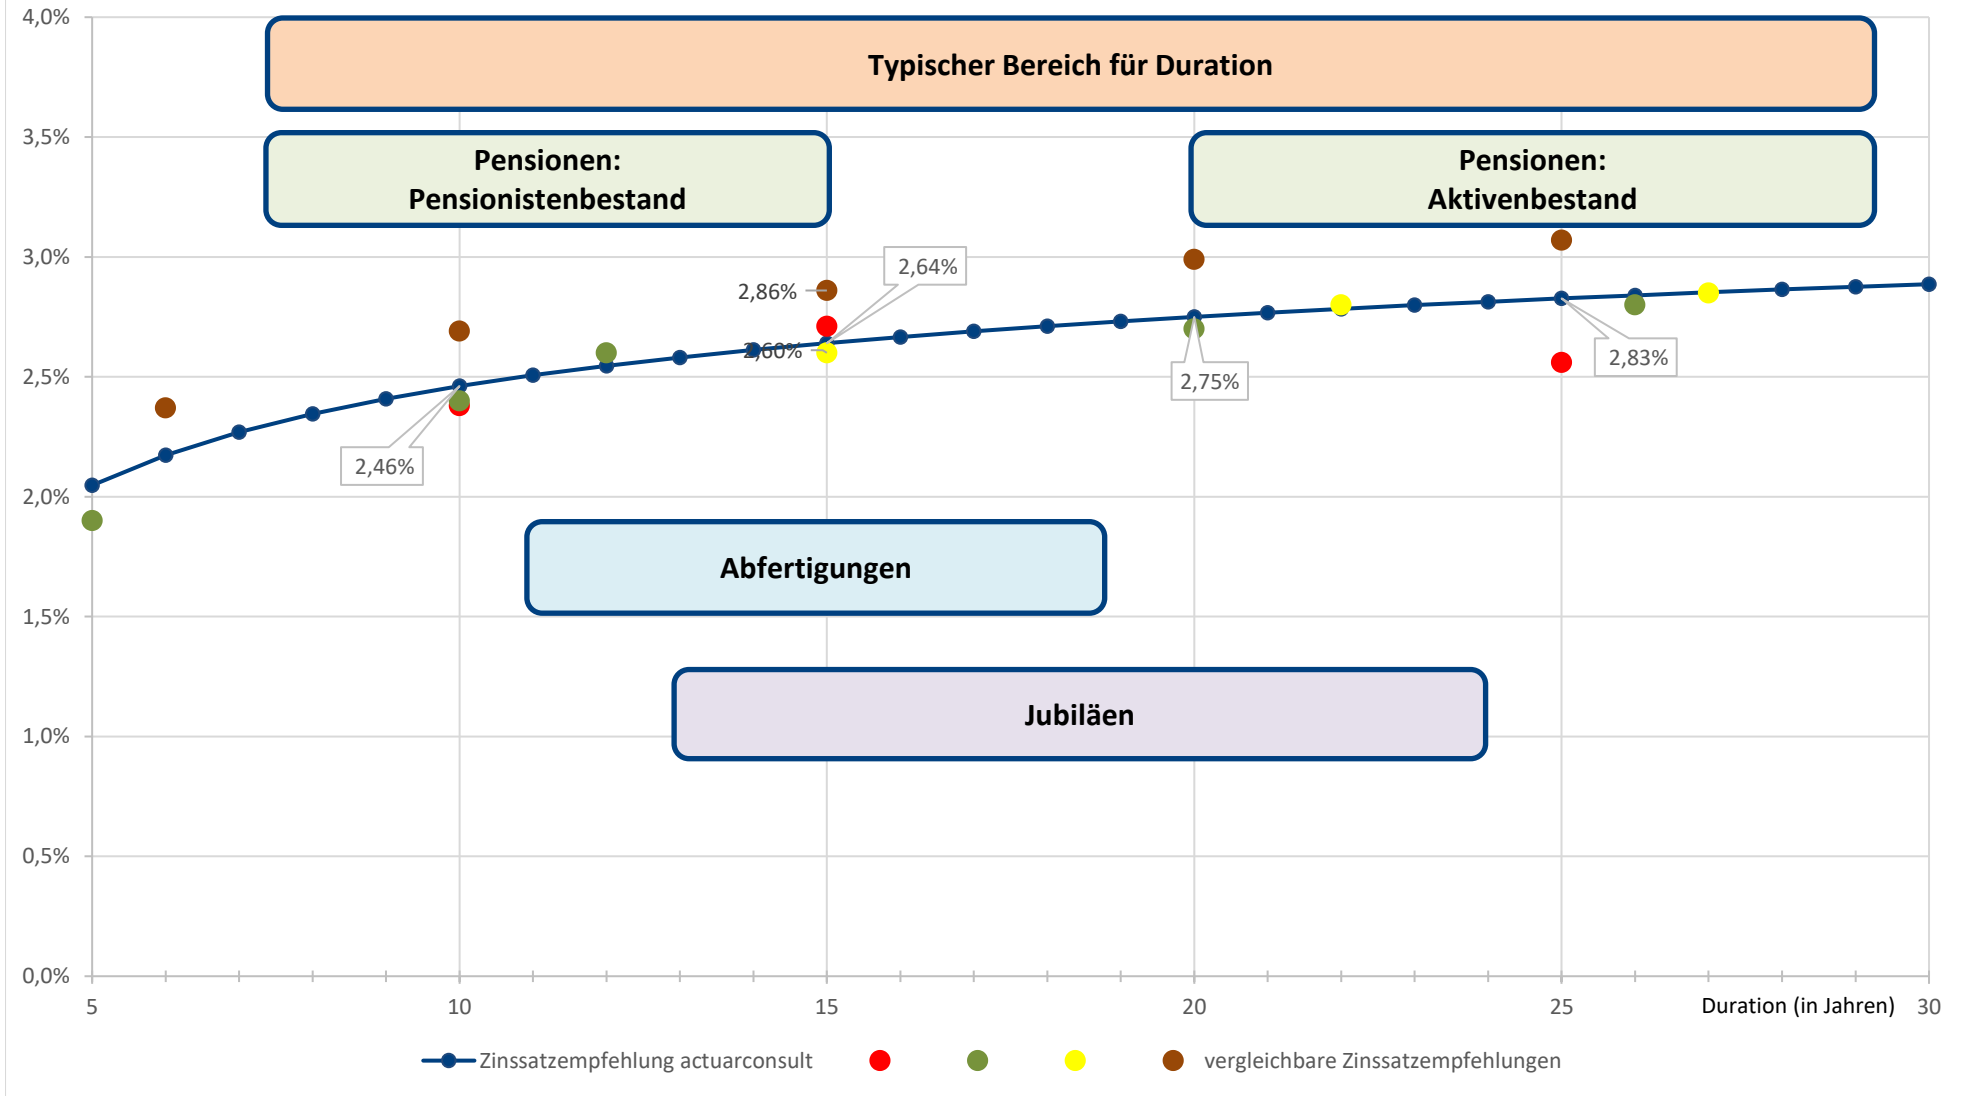 4,0%
Typischer Bereich für Duration
3,5%
Pensionen:
Pensionistenbestand
Pensionen:
Aktivenbestand
3,0%
2,64%
2,86%
2,60%
2,83%
2,5%
2,75%
2,46%
2,0%
Abfertigungen
1,5%
Jubiläen
1,0%
0,5%
0,0%
5 10 15 20 25 Duration (in Jahren) 30
Zinssatzempfehlung actuarconsult vergleichbare Zinssatzempfehlungen